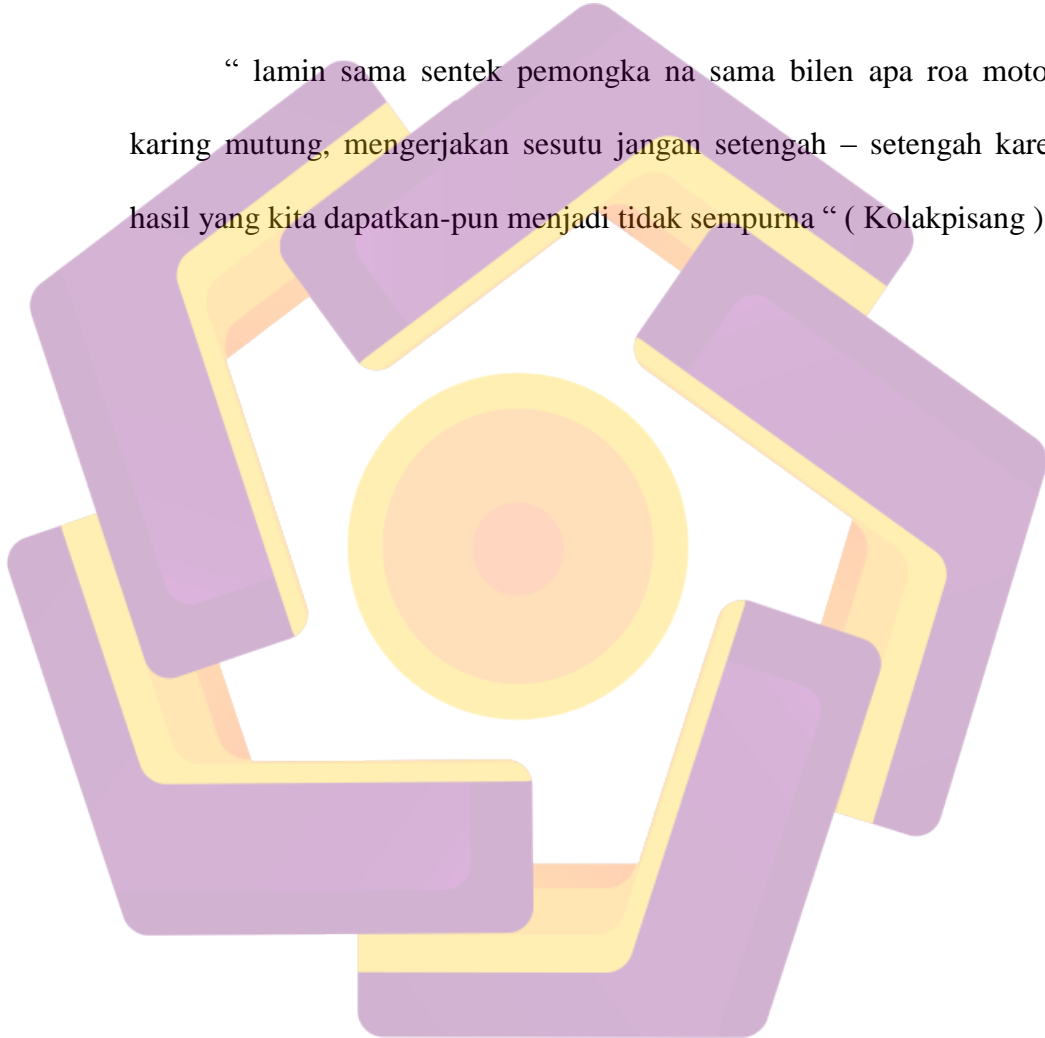 “ lamin sama sentek pemongka na sama bilen apa roa moto
karing mutung, mengerjakan sesutu jangan setengah – setengah kare
hasil yang kita dapatkan-pun menjadi tidak sempurna “ ( Kolakpisang )